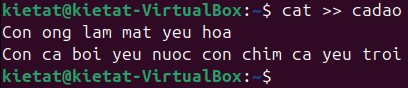 kietat@kietat-VirtualBox:~$ cat >> cadao
Con ong lam mat yeu hoa
Con ca boi yeu nuoc con chim ca yeu troi
kietat@kietat-VirtualBox:~$